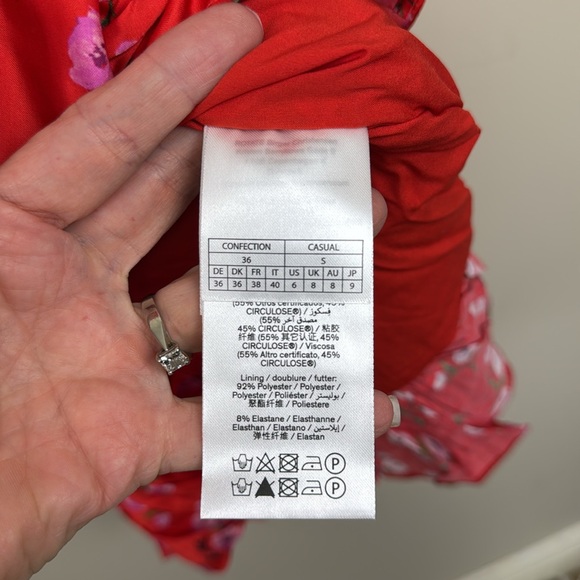 CONFECTION CASUAL
36 S
DE DK FR IT US UK AU JP
36 36 38 40 6 8 8 9
(55% Otros certificados, 45%
CIRCULOSE®) / فِسكوز
55%) مصدق آخر
45% CIRCULOSE®) / 粘胶
纤维 (55% 其它认证, 45%
CIRCULOSE®) / Viscosa
(55% Altro certificato, 45%
CIRCULOSE®)
Lining / doublure / futter:
92% Polyester / Polyester /
Polyester / Poliéster / بوليستر /
聚酯纤维 / Poliestere
8% Elastane / Elasthanne /
Elasthan / Elastano / إيلاستين /
弹性纤维 / Elastan
P
P